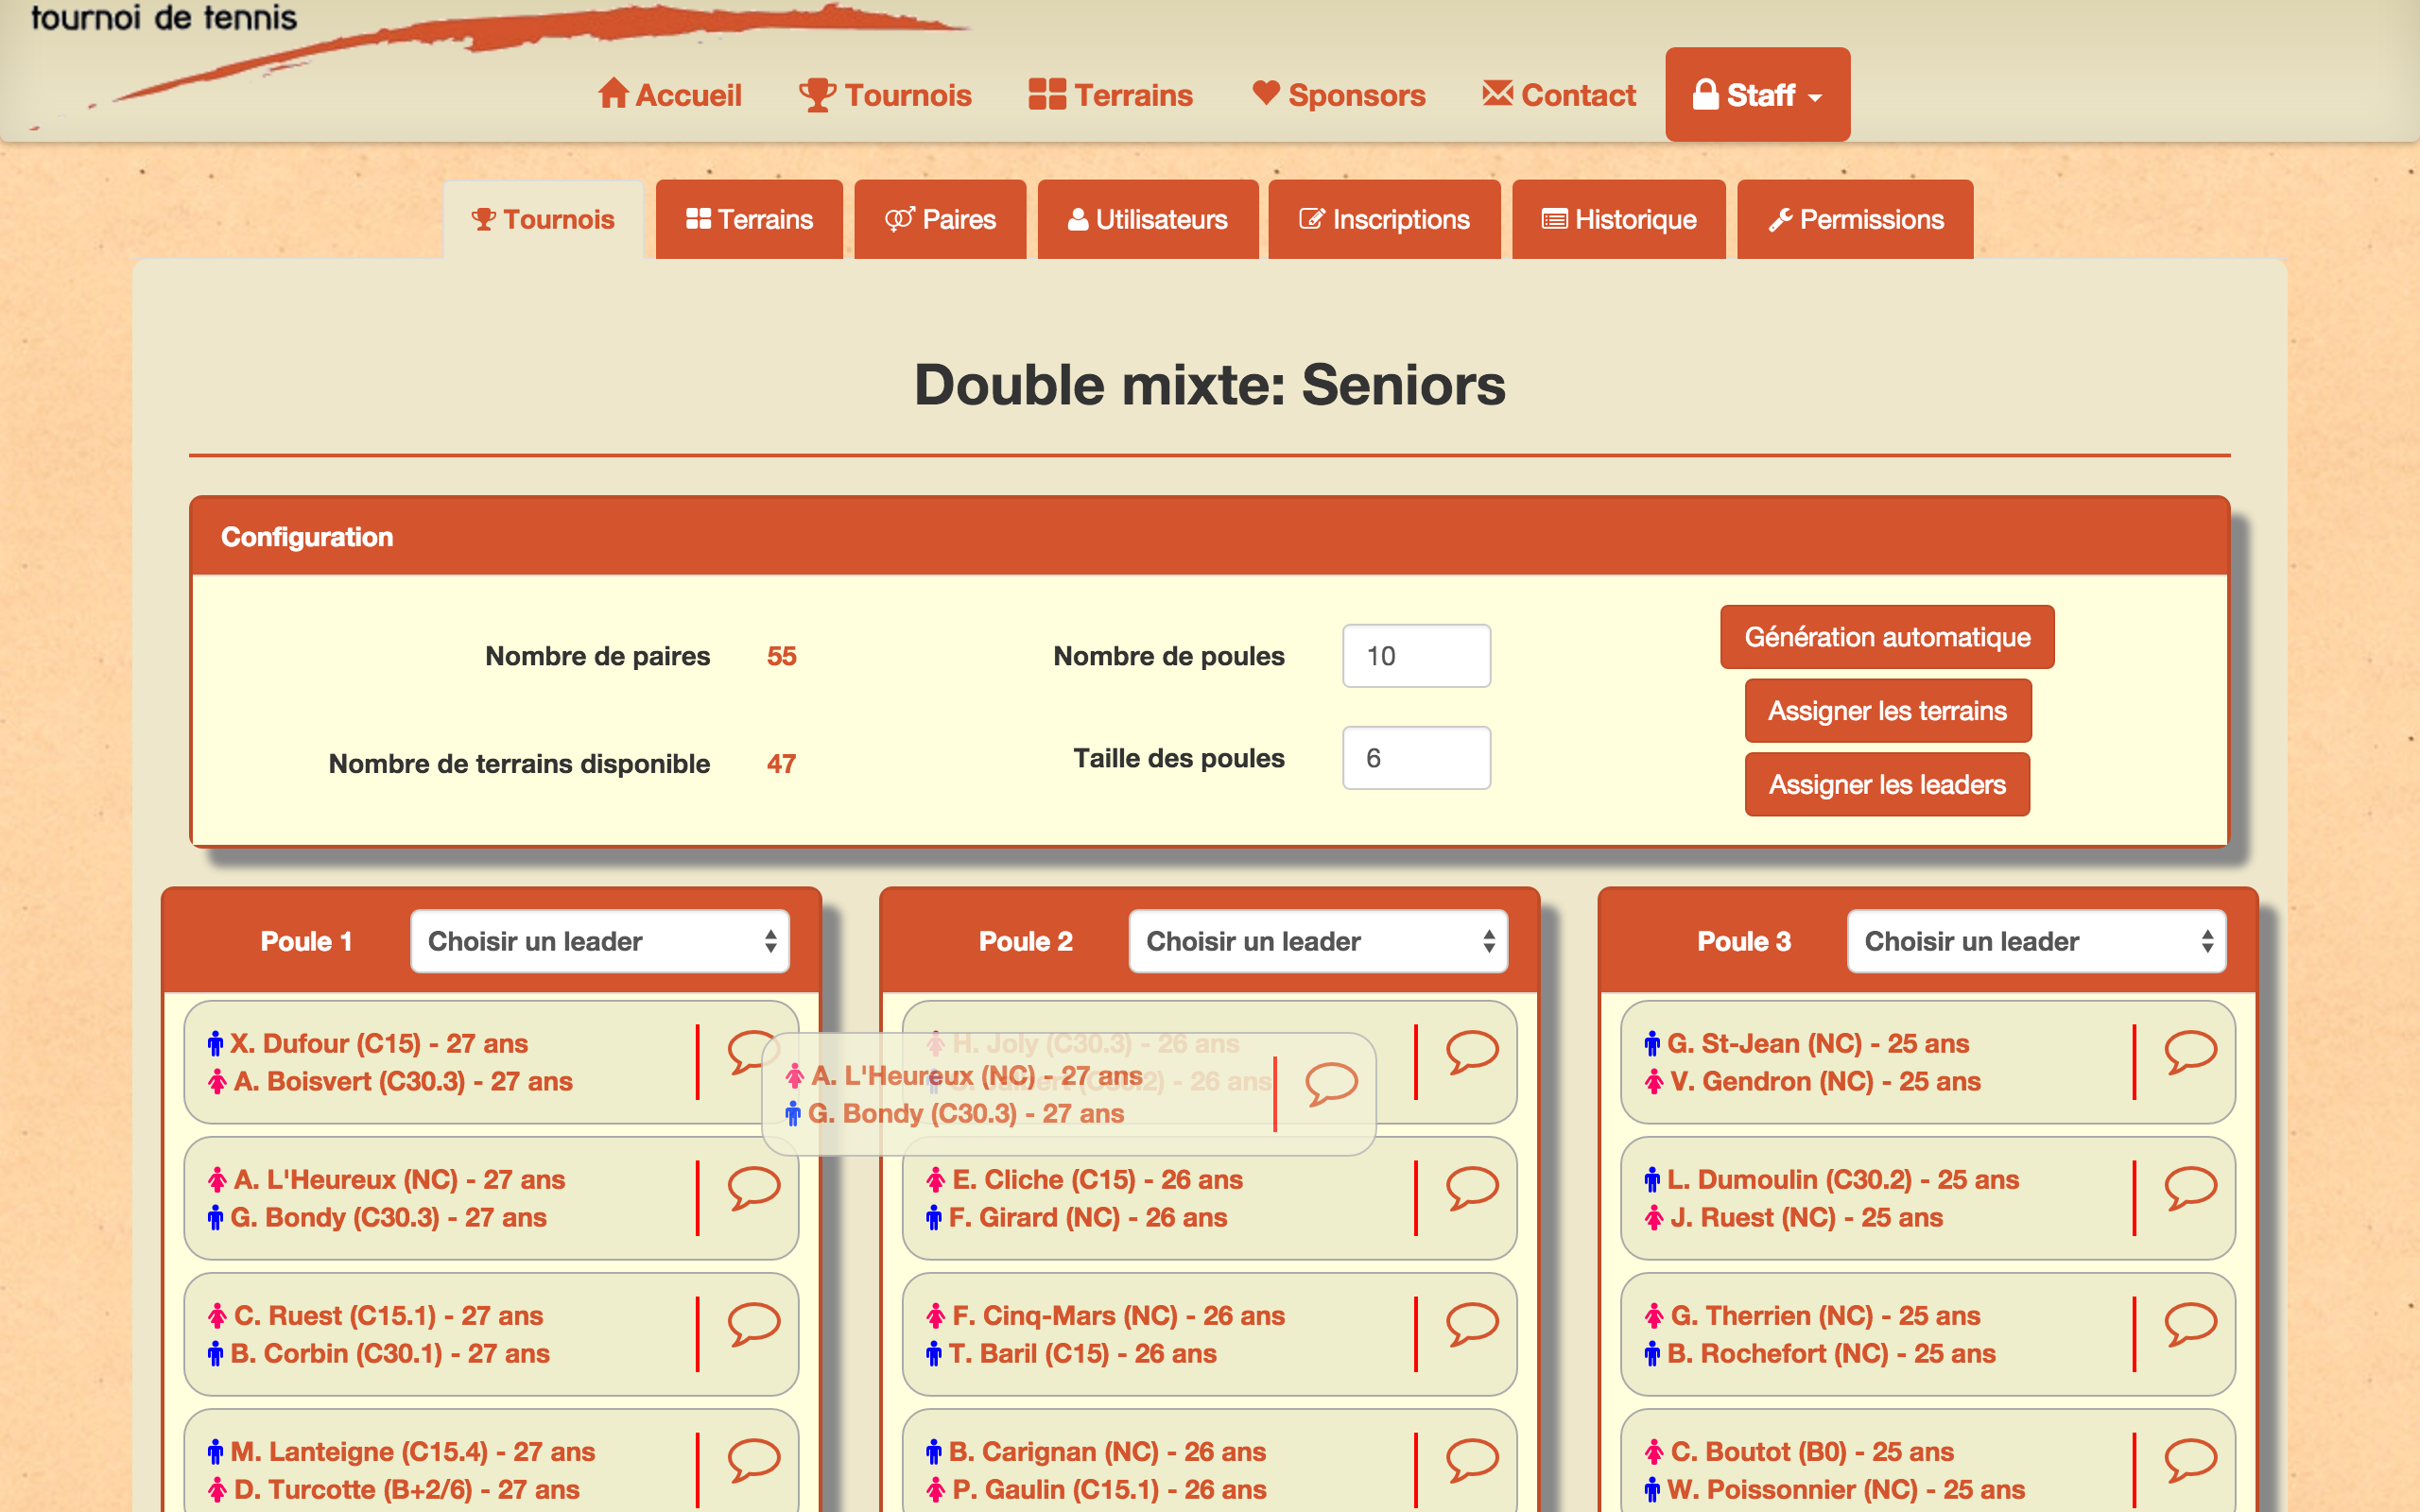 tournoi de tennis
Accueil Tournois Terrains Sponsors Contact Staff
Tournois Terrains Paires Utilisateurs Inscriptions Historique Permissions
Double mixte: Seniors
Configuration
Nombre de paires 55 Nombre de poules 10 Génération automatique
Assigner les terrains
Nombre de terrains disponible 47 Taille des poules 6 Assigner les leaders
Poule 1 Choisir un leader
X. Dufour (C15) - 27 ans
A. Boisvert (C30.3) - 27 ans
A. L'Heureux (NC) - 27 ans
G. Bondy (C30.3) - 27 ans
C. Ruest (C15.1) - 27 ans
B. Corbin (C30.1) - 27 ans
M. Lanteigne (C15.4) - 27 ans
D. Turcotte (B+2/6) - 27 ans
A. L'Heureux (NC) - 27 ans
G. Bondy (C30.3) - 27 ans
Poule 2 Choisir un leader
H. Joly (C30.3) - 26 ans
- 26 ans
E. Cliche (C15) - 26 ans
F. Girard (NC) - 26 ans
F. Cinq-Mars (NC) - 26 ans
T. Baril (C15) - 26 ans
B. Carignan (NC) - 26 ans
P. Gaulin (C15.1) - 26 ans
Poule 3 Choisir un leader
G. St-Jean (NC) - 25 ans
V. Gendron (NC) - 25 ans
L. Dumoulin (C30.2) - 25 ans
J. Ruest (NC) - 25 ans
G. Therrien (NC) - 25 ans
B. Rochefort (NC) - 25 ans
C. Boutot (B0) - 25 ans
W. Poissonnier (NC) - 25 ans